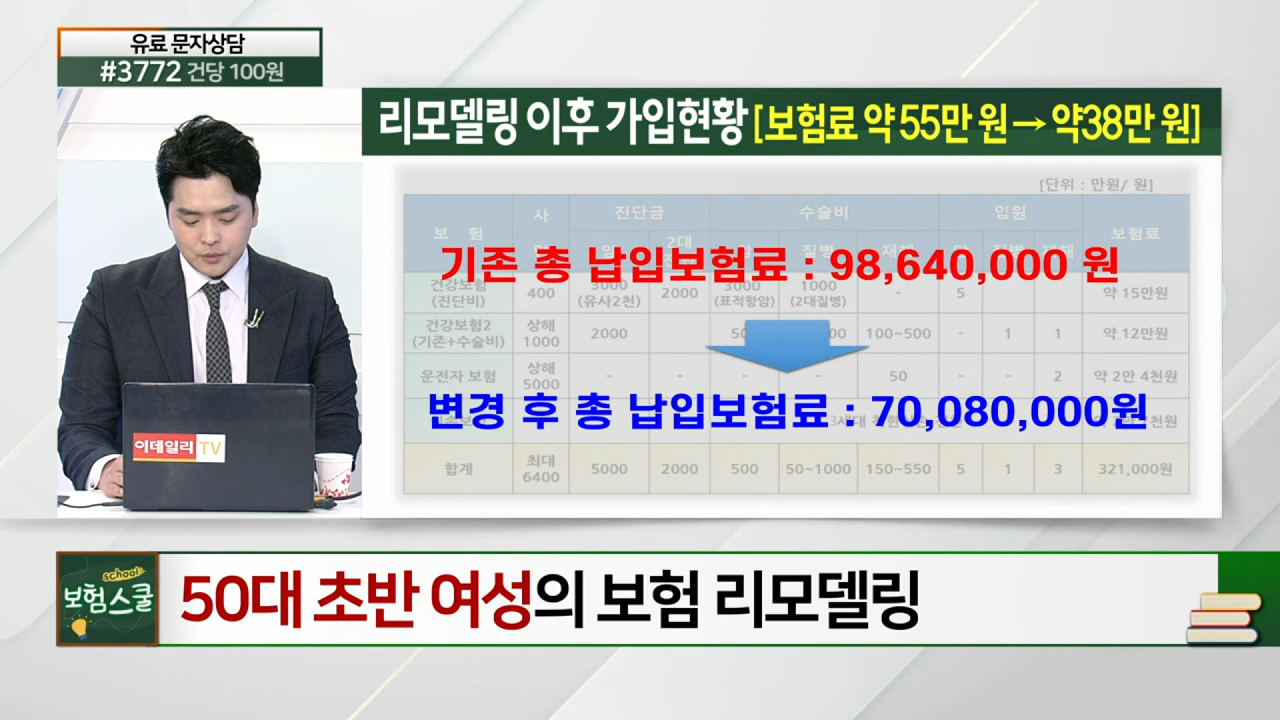 유료 문자상담
#3772 건당 100원
리모델링 이후 가입현황 [보험료 약 55만 원→ 약38만 원]
[단위 : 만원/ 원]
보 험 사 진단금 수술비 입원 보험료
2대 질병 재해
기존 총 납입보험료 : 98,640,000 원
건강보험 (진단비) 400 3000 (유사2천) 2000 3000 (표적항암) 1000 (2대질병) - 5 약 15만원
건강보험2 (기존+수술비) 상해 1000 2000 100~500 - 1 1 약 12만원
운전자 보험 상해 5000 - - - - 50 - - 2 약 2만 4천원
변경 후 총 납입보험료 : 70,080,000원
합계 최대 6400 5000 2000 500 50~1000 150~550 5 1 3 321,000원
이데일리 TV
school
보험스쿨
50대 초반 여성의 보험 리모델링